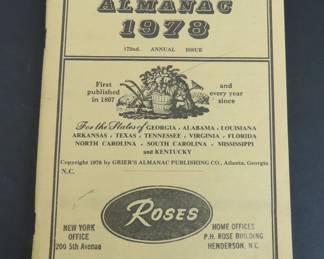 ALMANAC
1978
172nd. ANNUAL ISSUE
First published in 1807
and every year since
For the States of GEORGIA, ALABAMA, LOUISIANA
ARKANSAS, TEXAS, TENNESSEE, VIRGINIA, FLORIDA
NORTH CAROLINA, SOUTH CAROLINA, MISSISSIPPI
and KENTUCKY
Copyright 1978 by GRIER'S ALMANAC PUBLISHING CO., Atlanta, Georgia
N.C.
ROSES
NEW YORK
OFFICE
200 5th Avenue
HOME OFFICES
P.H. ROSE BUILDING
HENDERSON, N.C.